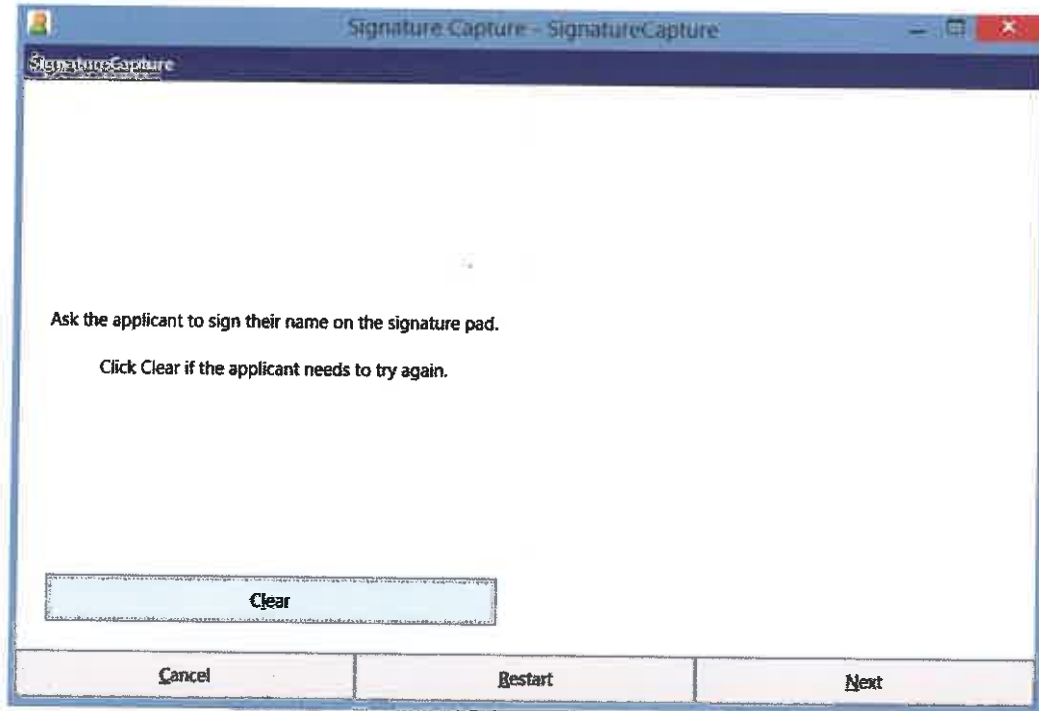 Signature Capture - SignatureCapture
SignatureCapture
Ask the applicant to sign their name on the signature pad.
Click Clear if the applicant needs to try again.
Clear
Cancel
Restart
Next